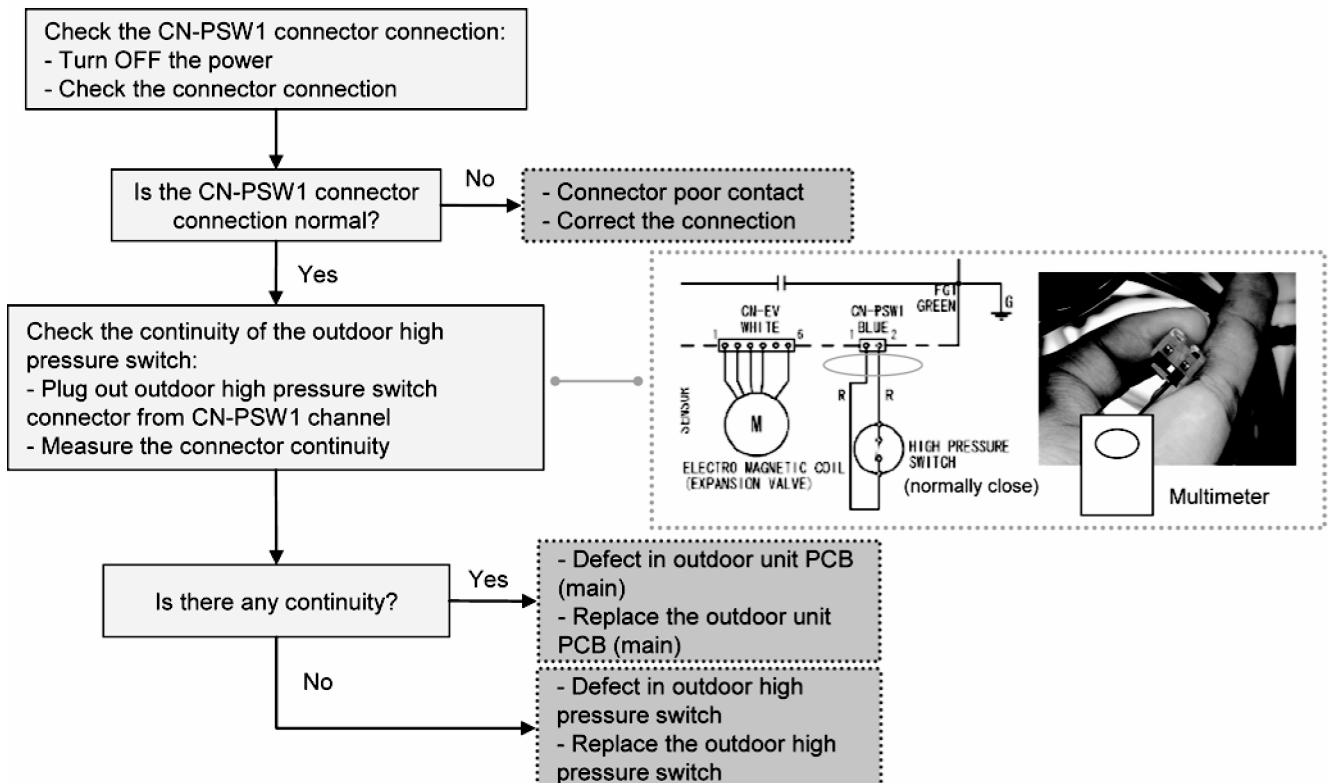 Check the CN-PSW1 connector connection:
- Turn OFF the power
- Check the connector connection
Is the CN-PSW1 connector
connection normal?
No
- Connector poor contact
- Correct the connection
Yes
Check the continuity of the outdoor high
pressure switch:
- Plug out outdoor high pressure switch
connector from CN-PSW1 channel
- Measure the connector continuity
CN-EV
WHITE
1
6
CN-PSW1
BLUE
1
2
FG1
GREEN
G
SENSOR
M
R
R
ELECTRO MAGNETIC COIL
(EXPANSION VALVE)
HIGH PRESSURE
SWITCH
(normally close)
Multimeter
Is there any continuity?
Yes
- Defect in outdoor unit PCB
(main)
- Replace the outdoor unit
PCB (main)
No
- Defect in outdoor high
pressure switch
- Replace the outdoor high
pressure switch